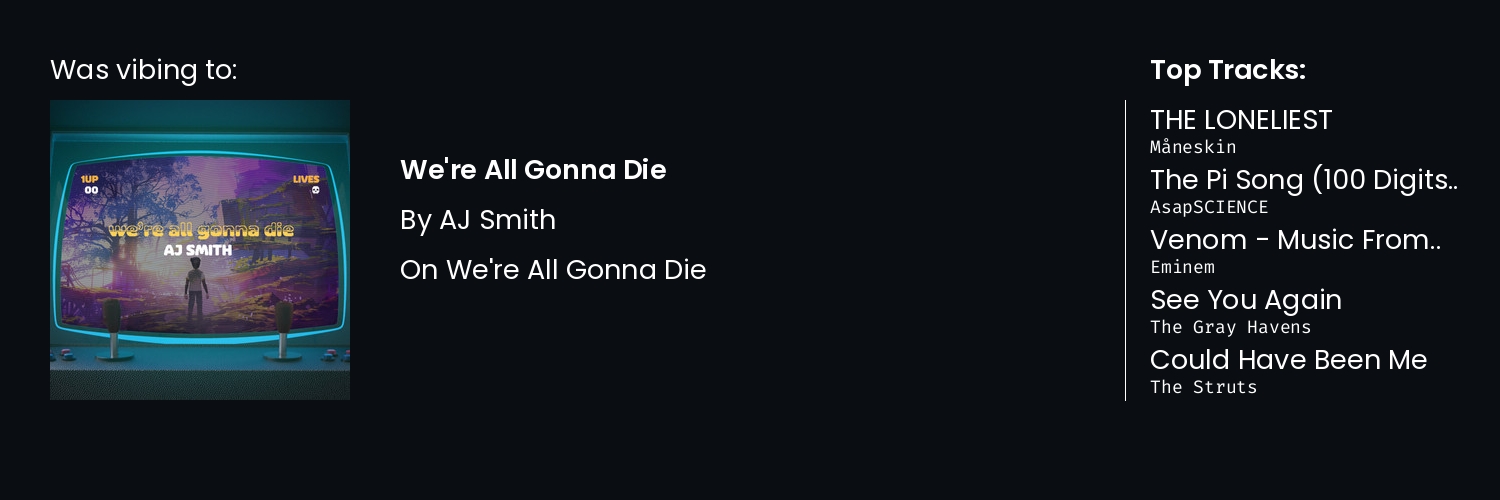 Was vibing to:
1UP
00
LIVES
we're all gonna die
AJ SMITH
We're All Gonna Die
By AJ Smith
On We're All Gonna Die
Top Tracks:
THE LONELIEST
Måneskin
The Pi Song (100 Digits..
AsapSCIENCE
Venom - Music From..
Eminem
See You Again
The Gray Havens
Could Have Been Me
The Struts